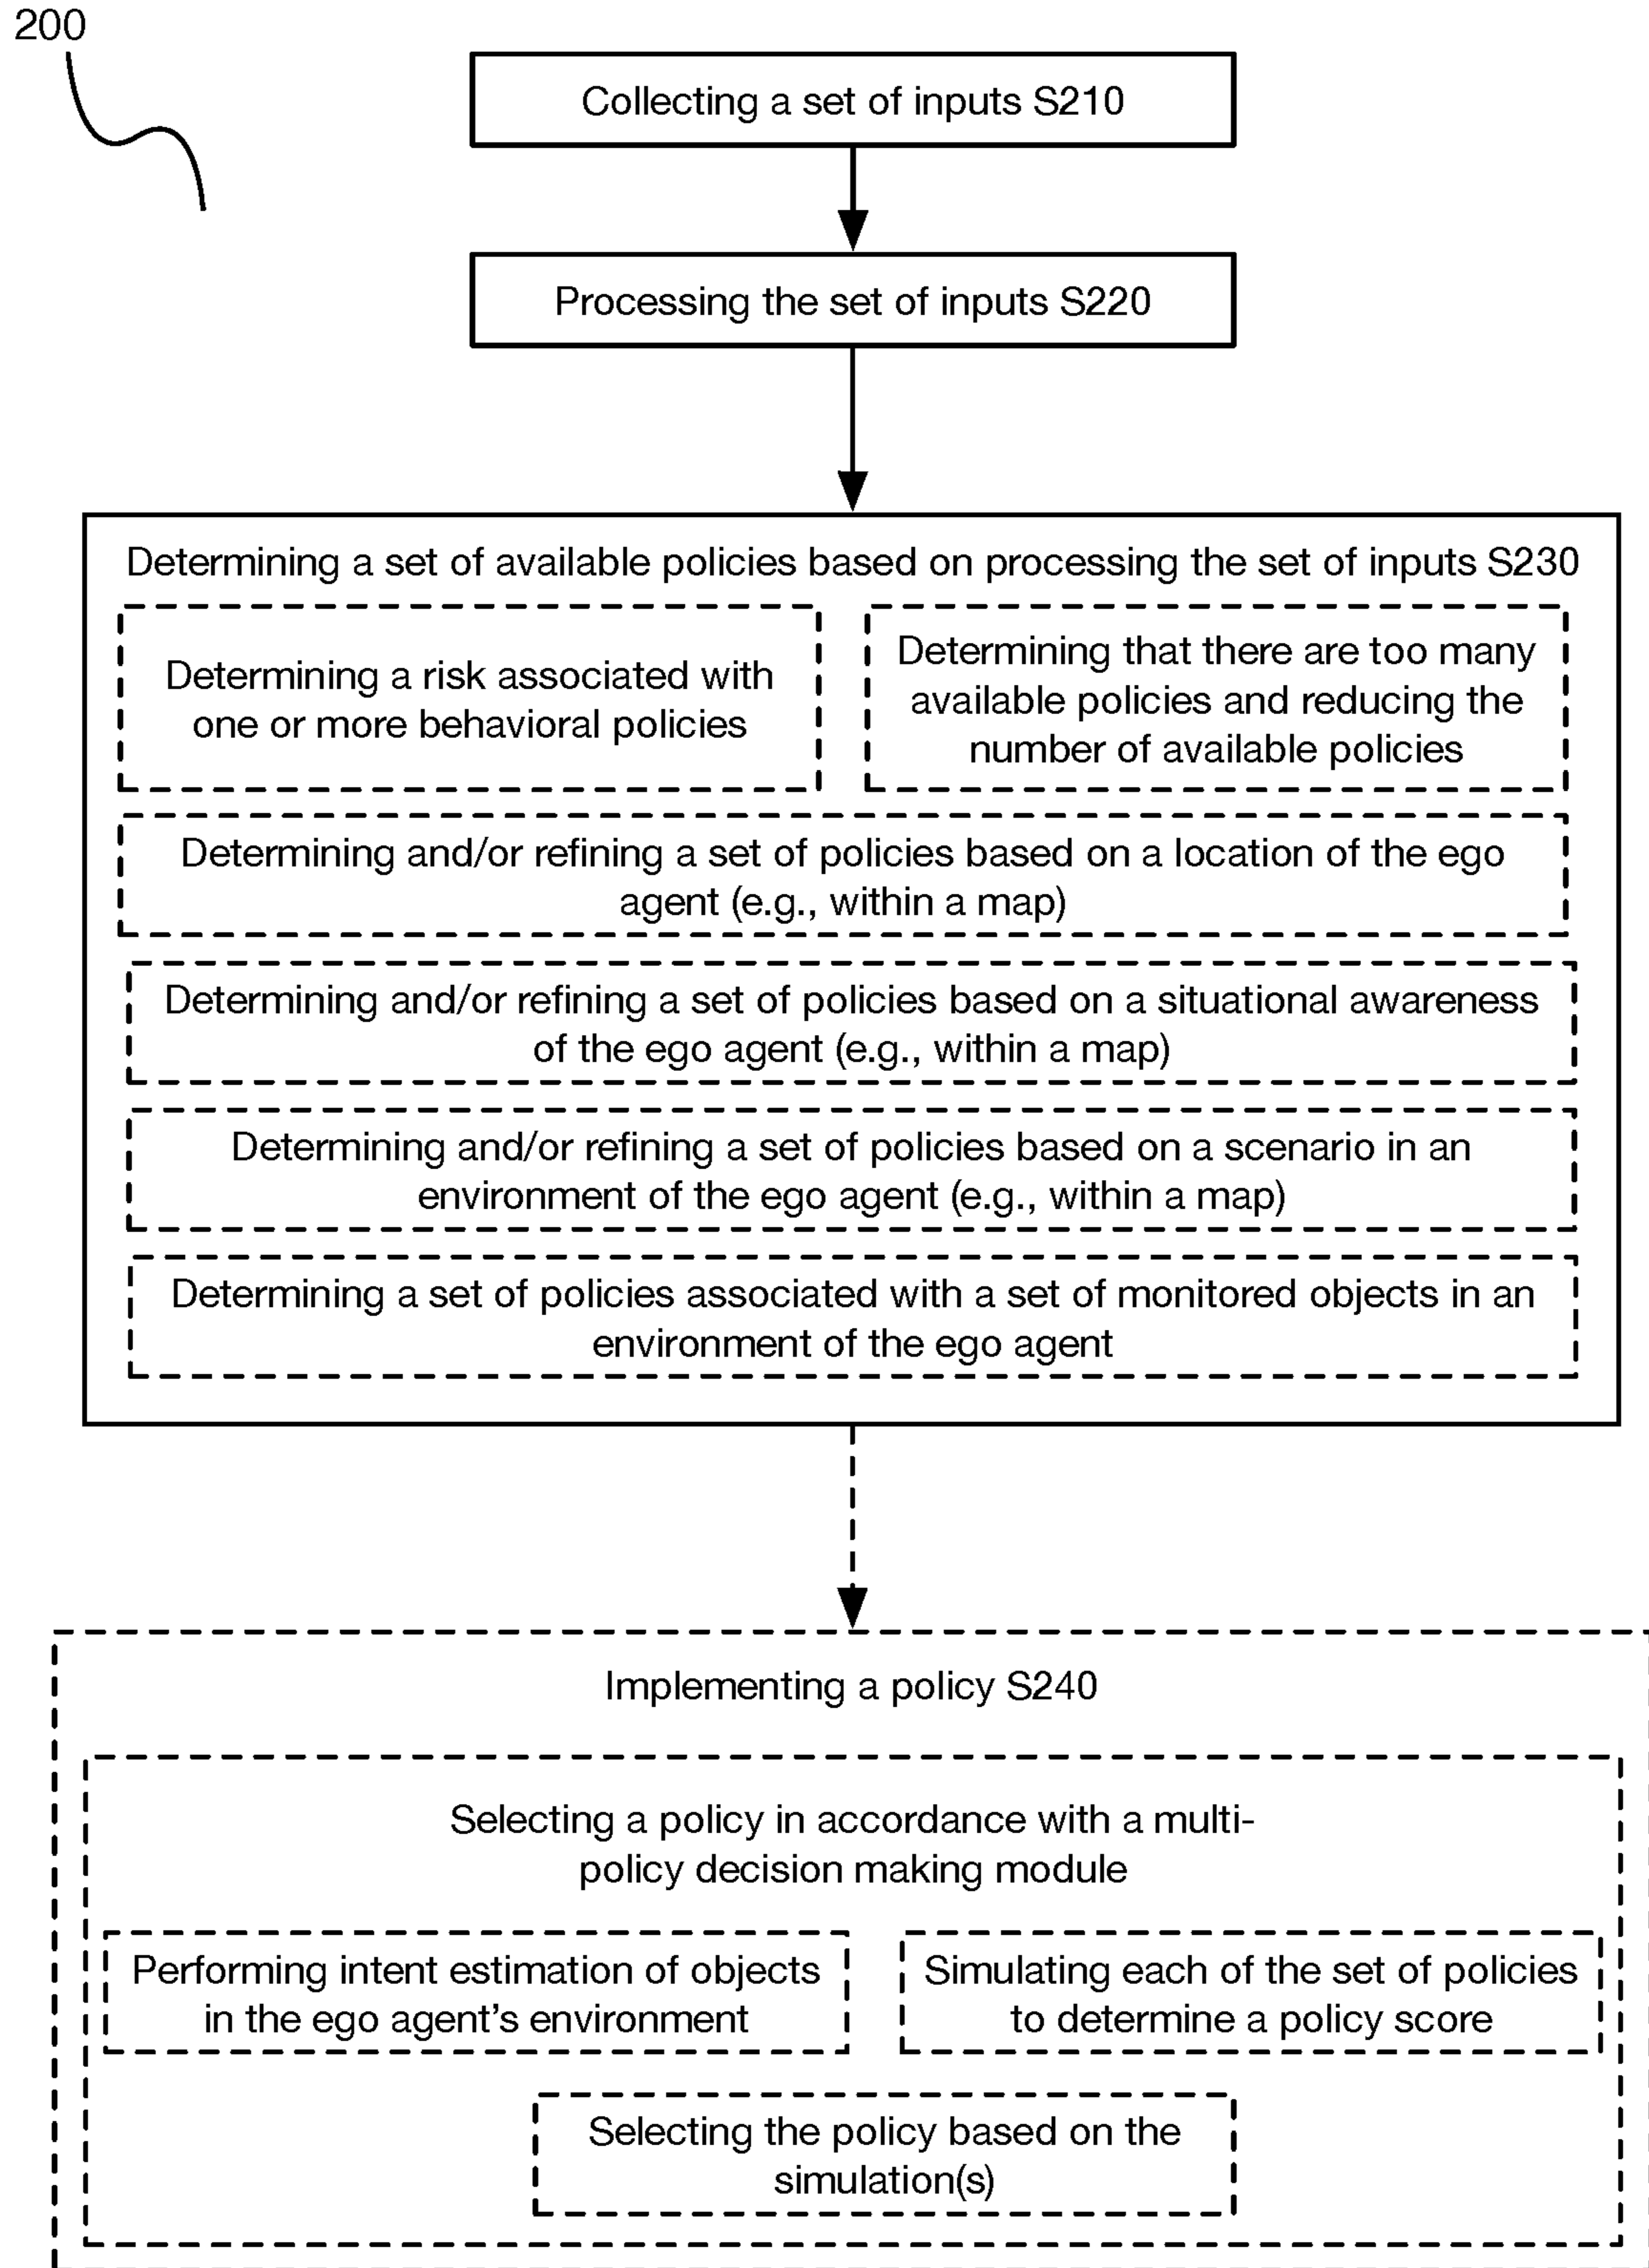 200
Collecting a set of inputs S210
Processing the set of inputs S220
Determining a set of available policies based on processing the set of inputs S230
Determining a risk associated with
one or more behavioral policies
Determining that there are too many
available policies and reducing the
number of available policies
Determining and/or refining a set of policies based on a location of the ego
agent (e.g., within a map)
Determining and/or refining a set of policies based on a situational awareness
of the ego agent (e.g., within a map)
Determining and/or refining a set of policies based on a scenario in an
environment of the ego agent (e.g., within a map)
Determining a set of policies associated with a set of monitored objects in an
environment of the ego agent
Implementing a policy S240
Selecting a policy in accordance with a multi-
policy decision making module
Performing intent estimation of objects
in the ego agent’s environment
Simulating each of the set of policies
to determine a policy score
Selecting the policy based on the
simulation(s)